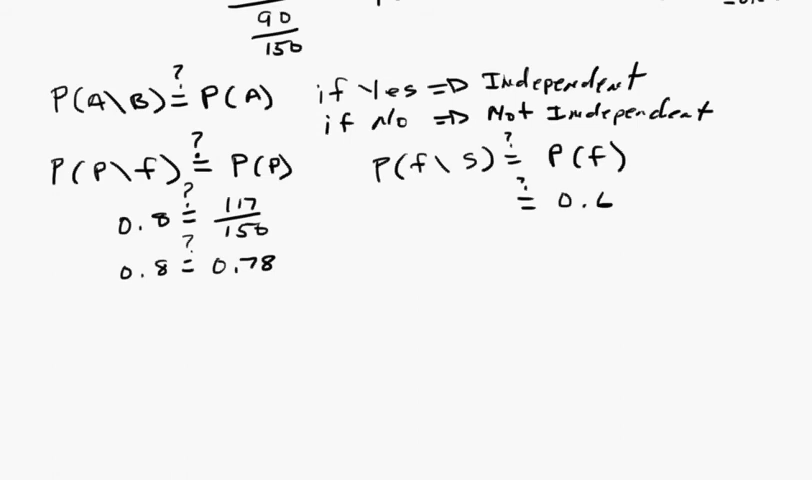 90
150
P(A\B) ?= P(A) if Yes => Independent
if No => Not Independent
P(P\f) ?= P(P)
0.8 ?= 117/150
0.8 ?= 0.78
P(f\s) ?= P(f)
?= 0.6